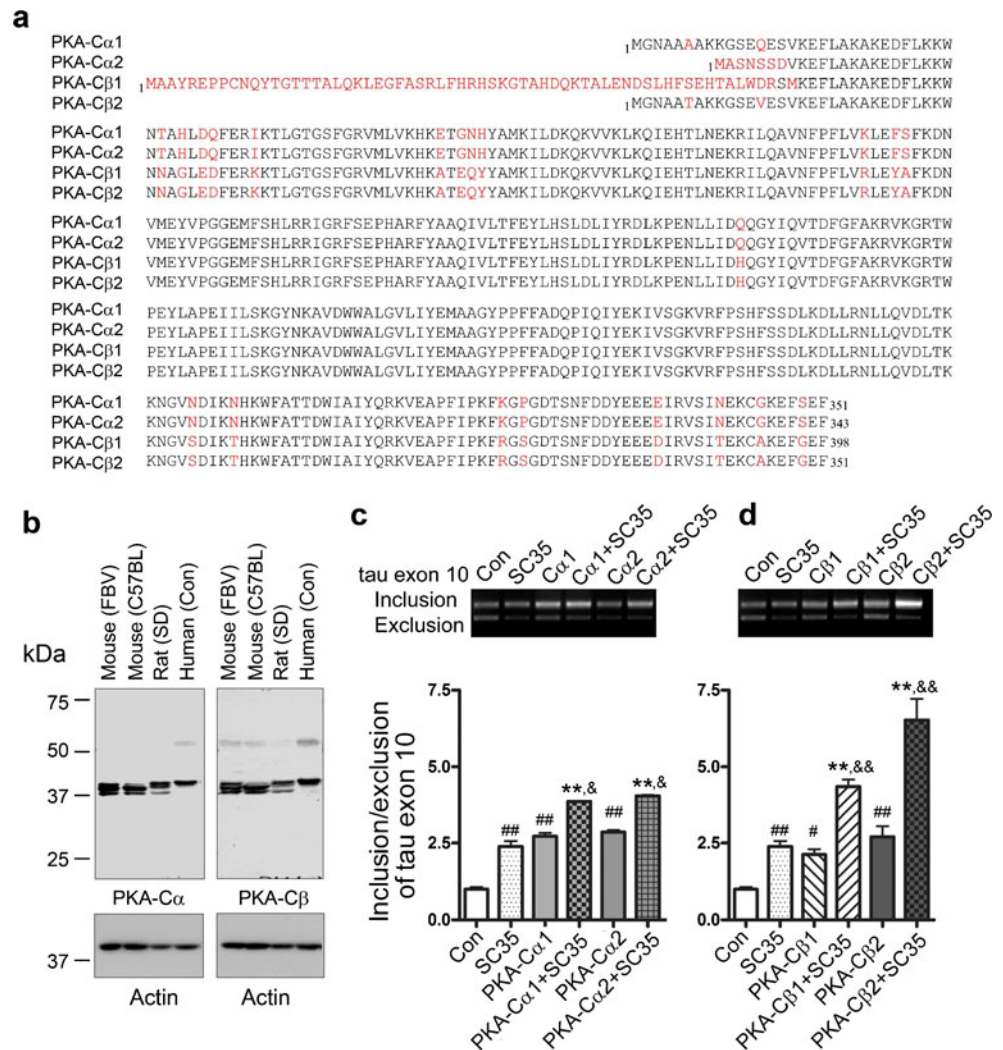 a
PKA-Cα1 1MGNAAAAKKGSEQESVKEFLAKAKEDFLKKW
PKA-Cα2 1MASNSSDVKEFLAKAKEDFLKKW
PKA-Cβ1 1MAAYREPPCNQYTGTTTALQKLEGFASRLFHRHSKGTAHDQKTALENDSLHFSEHTALWDRSMKEFLAKAKEDFLKKW
PKA-Cβ2 1MGNAATAKKGSEVESVKEFLAKAKEDFLKKW
PKA-Cα1 NTAHLDQFERIKTLGTGSFGRVMLVKHKETGNHYAMKILDKQKVVKLKQIEHTLNEKRILQAVNFPFLVKLEFSFKDN
PKA-Cα2 NTAHLDQFERIKTLGTGSFGRVMLVKHKETGNHYAMKILDKQKVVKLKQIEHTLNEKRILQAVNFPFLVKLEFSFKDN
PKA-Cβ1 NNAGLEDFERKKTLGTGSFGRVMLVKHKATEQYYAMKILDKQKVVKLKQIEHTLNEKRILQAVNFPFLVRLEYAFKDN
PKA-Cβ2 NNAGLEDFERKKTLGTGSFGRVMLVKHKATEQYYAMKILDKQKVVKLKQIEHTLNEKRILQAVNFPFLVRLEYAFKDN
PKA-Cα1 VMEYVPGGEMFSHLRRIGRFSEPHARFYAAQIVLTFEYLHSLDLIYRDLKPENLLIDQQGYIQVTDFGFAKRVKGRTW
PKA-Cα2 VMEYVPGGEMFSHLRRIGRFSEPHARFYAAQIVLTFEYLHSLDLIYRDLKPENLLIDQQGYIQVTDFGFAKRVKGRTW
PKA-Cβ1 VMEYVPGGEMFSHLRRIGRFSEPHARFYAAQIVLTFEYLHSLDLIYRDLKPENLLIDHQGYIQVTDFGFAKRVKGRTW
PKA-Cβ2 VMEYVPGGEMFSHLRRIGRFSEPHARFYAAQIVLTFEYLHSLDLIYRDLKPENLLIDHQGYIQVTDFGFAKRVKGRTW
PKA-Cα1 PEYLAPEIILSKGYNKAVDWWALGVLIYEMAAGYPPFFADQPIQIYEKIVSGKVRFPSHFSSDLKDLLRNLLQVDLTK
PKA-Cα2 PEYLAPEIILSKGYNKAVDWWALGVLIYEMAAGYPPFFADQPIQIYEKIVSGKVRFPSHFSSDLKDLLRNLLQVDLTK
PKA-Cβ1 PEYLAPEIILSKGYNKAVDWWALGVLIYEMAAGYPPFFADQPIQIYEKIVSGKVRFPSHFSSDLKDLLRNLLQVDLTK
PKA-Cβ2 PEYLAPEIILSKGYNKAVDWWALGVLIYEMAAGYPPFFADQPIQIYEKIVSGKVRFPSHFSSDLKDLLRNLLQVDLTK
PKA-Cα1 KNGVNDIKNHKWFATTDWIAIYQRKVEAPFIPKFKGPGDTSNFDDYEEEEIRVSINEKCGKEFSEF351
PKA-Cα2 KNGVNDIKNHKWFATTDWIAIYQRKVEAPFIPKFKGPGDTSNFDDYEEEEIRVSINEKCGKEFSEF343
PKA-Cβ1 KNGVSDIKTHKWFATTDWIAIYQRKVEAPFIPKFRGSGDTSNFDDYEEEDIRVSITEKCAKEFGEF398
PKA-Cβ2 KNGVSDIKTHKWFATTDWIAIYQRKVEAPFIPKFRGSGDTSNFDDYEEEDIRVSITEKCAKEFGEF351
b
Mouse (FBV)
Mouse (C57BL)
Rat (SD)
Human (Con)
Mouse (FBV)
Mouse (C57BL)
Rat (SD)
Human (Con)
kDa
75
50
37
25
PKA-Cα PKA-Cβ
37
Actin Actin
c
tau exon 10 Con SC35 Cα1 Cα1+SC35 Cα2 Cα2+SC35
Inclusion
Exclusion
Inclusion/exclusion
of tau exon 10
7.5
5.0
2.5
0.0
## ## **,& ## **,&
Con SC35 PKA-Cα1 PKA-Cα1+SC35 PKA-Cα2 PKA-Cα2+SC35
d
Con SC35 Cβ1 Cβ1+SC35 Cβ2 Cβ2+SC35
7.5
5.0
2.5
0.0
## # **,&& ## **,&&
Con SC35 PKA-Cβ1 PKA-Cβ1+SC35 PKA-Cβ2 PKA-Cβ2+SC35